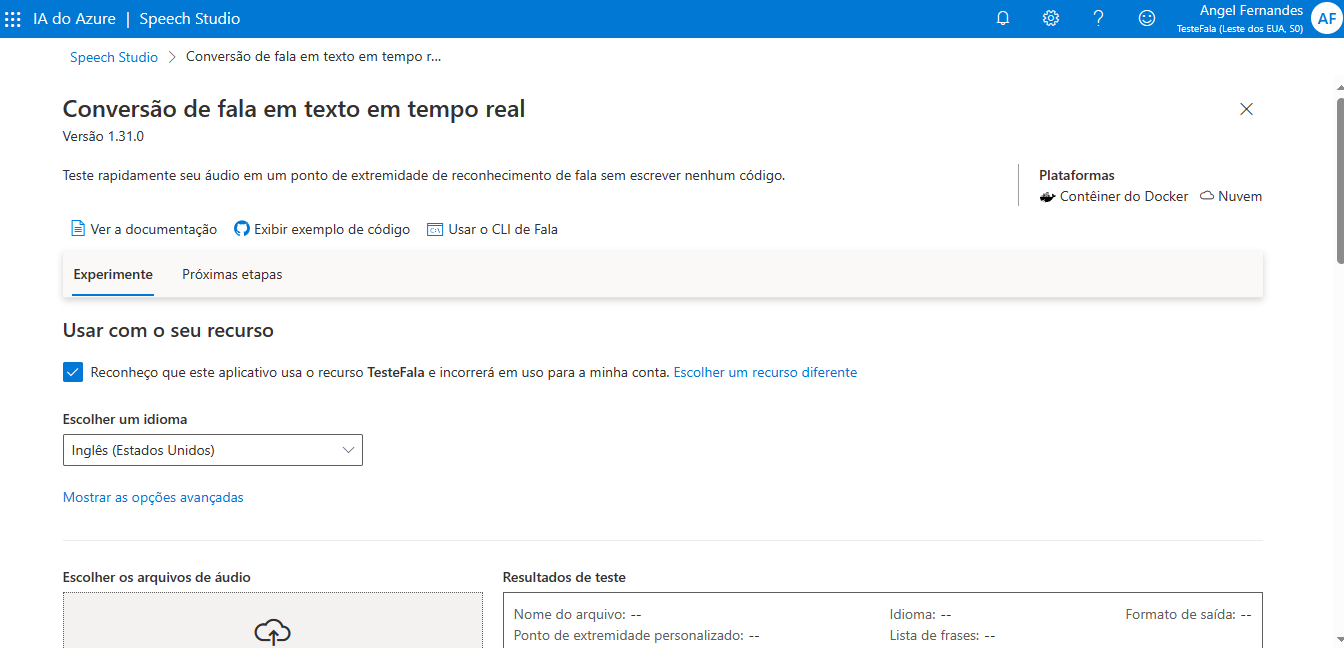 IA do Azure | Speech Studio
Angel Fernandes
TesteFala (Leste dos EUA, S0)
AF
Speech Studio > Conversão de fala em texto em tempo r...
Conversão de fala em texto em tempo real
Versão 1.31.0
Teste rapidamente seu áudio em um ponto de extremidade de reconhecimento de fala sem escrever nenhum código.
Plataformas
Contêiner do Docker Nuvem
Ver a documentação Exibir exemplo de código Usar o CLI de Fala
Experimente Próximas etapas
Usar com o seu recurso
Reconheço que este aplicativo usa o recurso TesteFala e incorrerá em uso para a minha conta. Escolher um recurso diferente
Escolher um idioma
Inglês (Estados Unidos)
Mostrar as opções avançadas
Escolher os arquivos de áudio
Resultados de teste
Nome do arquivo: -- Idioma: -- Formato de saída: --
Ponto de extremidade personalizado: -- Lista de frases: --